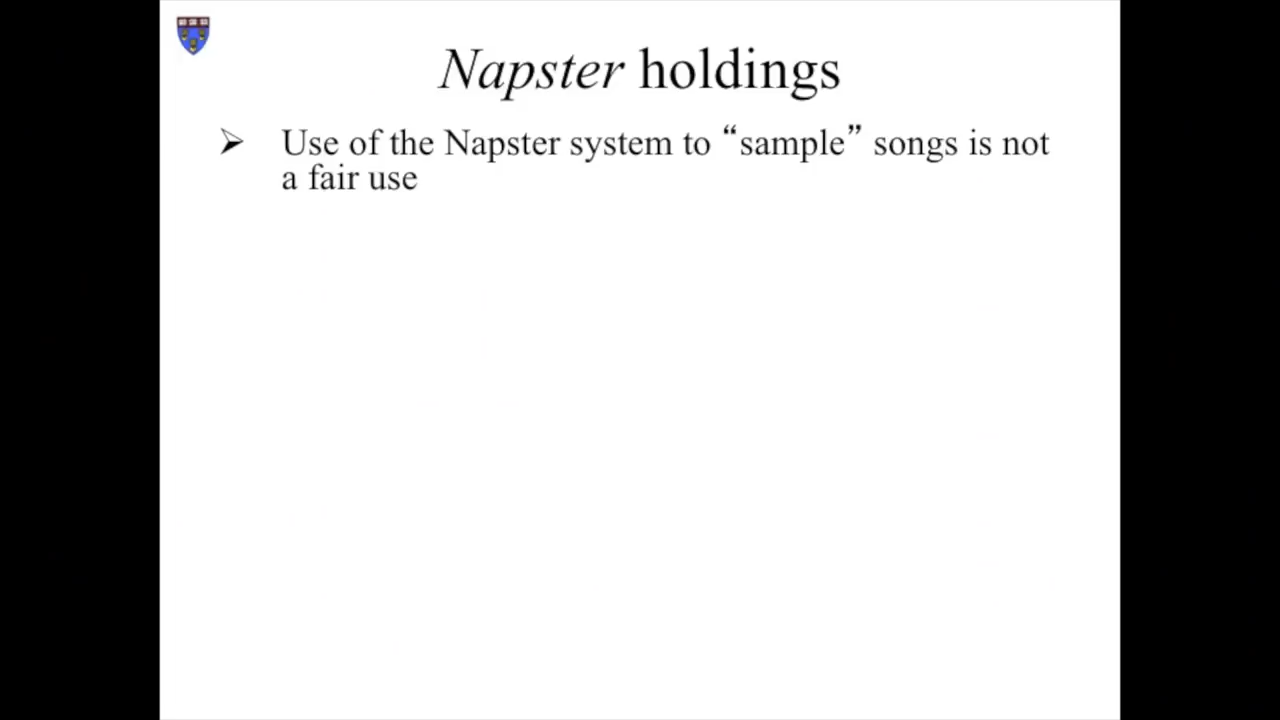 Napster holdings
➢ Use of the Napster system to “sample” songs is not
a fair use